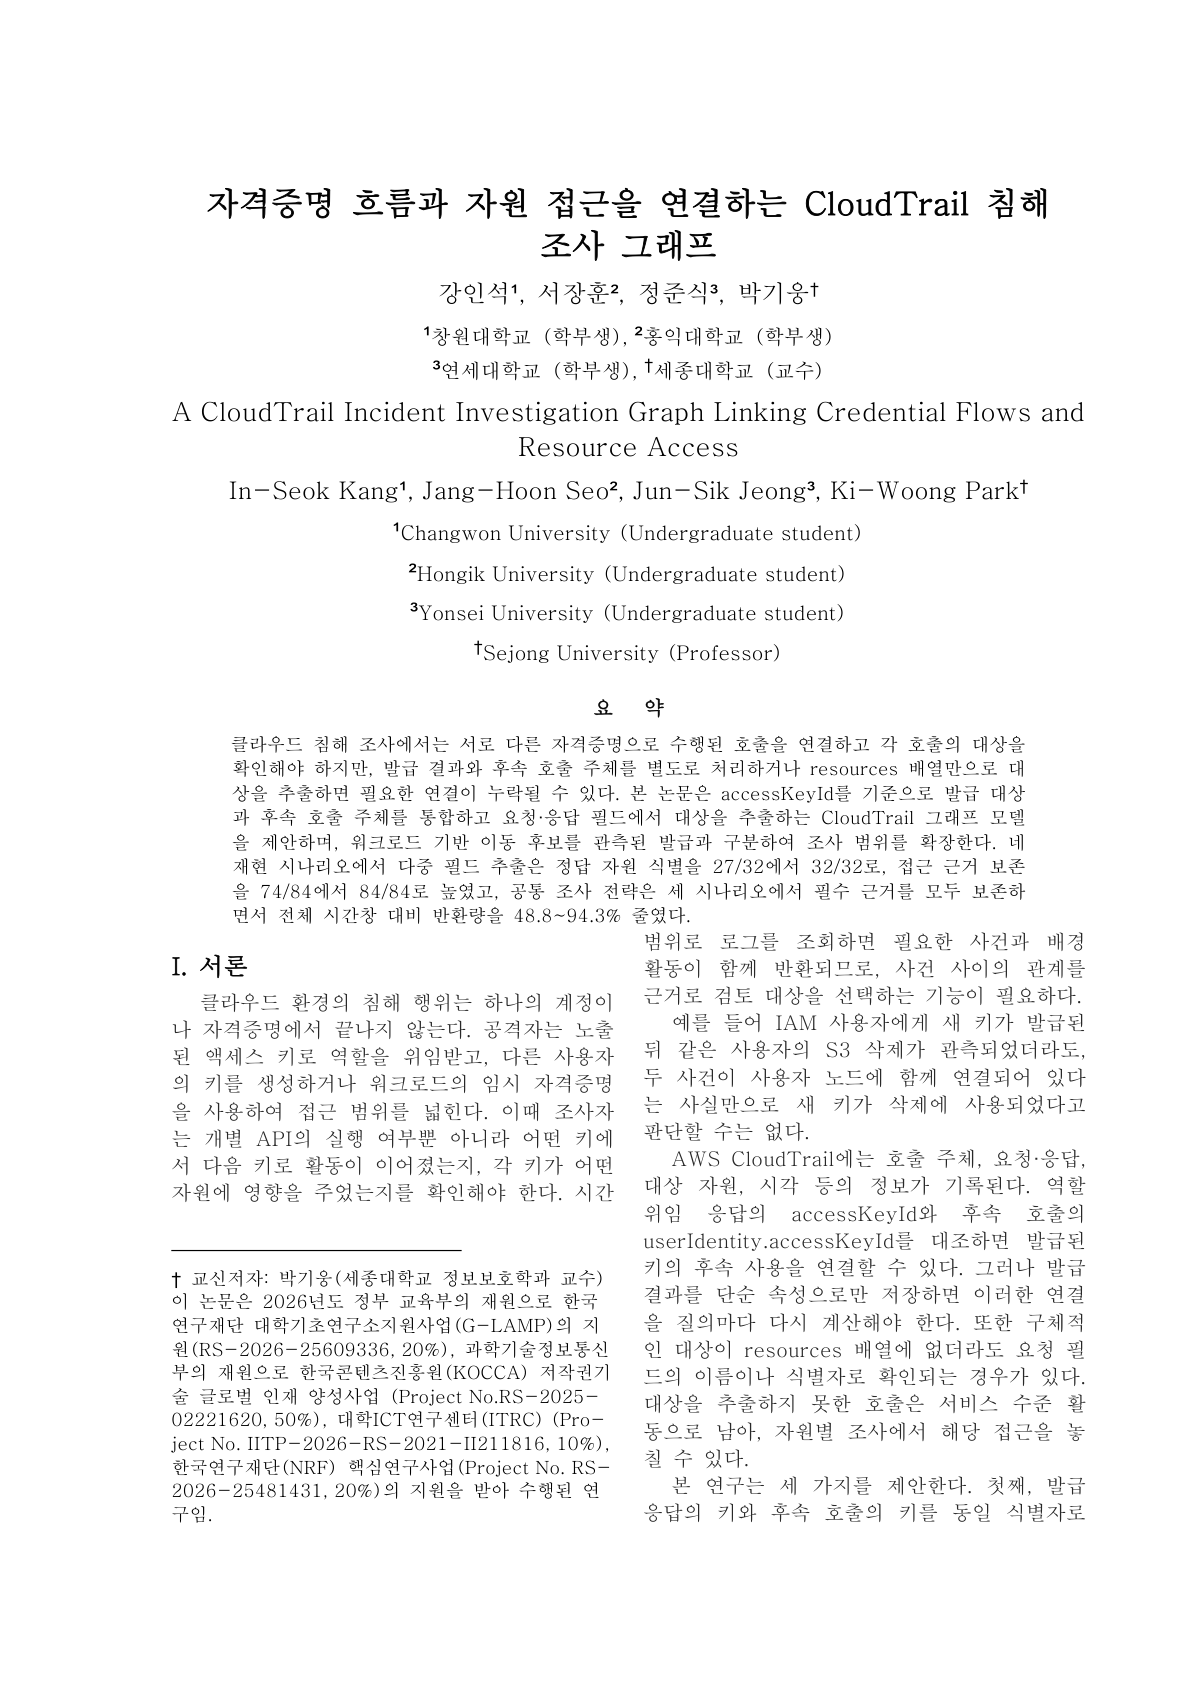 자격증명 흐름과 자원 접근을 연결하는 CloudTrail 침해
조사 그래프
강인석¹, 서장훈², 정준식³, 박기웅†
¹창원대학교 (학부생), ²홍익대학교 (학부생)
³연세대학교 (학부생), †세종대학교 (교수)
A CloudTrail Incident Investigation Graph Linking Credential Flows and
Resource Access
In-Seok Kang¹, Jang-Hoon Seo², Jun-Sik Jeong³, Ki-Woong Park†
¹Changwon University (Undergraduate student)
²Hongik University (Undergraduate student)
³Yonsei University (Undergraduate student)
†Sejong University (Professor)
요 약
클라우드 침해 조사에서는 서로 다른 자격증명으로 수행된 호출을 연결하고 각 호출의 대상을
확인해야 하지만, 발급 결과와 후속 호출 주체를 별도로 처리하거나 resources 배열만으로 대
상을 추출하면 필요한 연결이 누락될 수 있다. 본 논문은 accessKeyId를 기준으로 발급 대상
과 후속 호출 주체를 통합하고 요청·응답 필드에서 대상을 추출하는 CloudTrail 그래프 모델
을 제안하며, 워크로드 기반 이동 후보를 관측된 발급과 구분하여 조사 범위를 확장한다. 네
재현 시나리오에서 다중 필드 추출은 정답 자원 식별을 27/32에서 32/32로, 접근 근거 보존
을 74/84에서 84/84로 높였고, 공통 조사 전략은 세 시나리오에서 필수 근거를 모두 보존하
면서 전체 시간창 대비 반환량을 48.8~94.3% 줄였다.
I. 서론
클라우드 환경의 침해 행위는 하나의 계정이
나 자격증명에서 끝나지 않는다. 공격자는 노출
된 액세스 키로 역할을 위임받고, 다른 사용자
의 키를 생성하거나 워크로드의 임시 자격증명
을 사용하여 접근 범위를 넓힌다. 이때 조사자
는 개별 API의 실행 여부뿐 아니라 어떤 키에
서 다음 키로 활동이 이어졌는지, 각 키가 어떤
자원에 영향을 주었는지를 확인해야 한다. 시간
† 교신저자: 박기웅(세종대학교 정보보호학과 교수)
이 논문은 2026년도 정부 교육부의 재원으로 한국
연구재단 대학기초연구소지원사업(G-LAMP)의 지
원(RS-2026-25609336, 20%), 과학기술정보통신
부의 재원으로 한국콘텐츠진흥원(KOCCA) 저작권기
술 글로벌 인재 양성사업 (Project No.RS-2025-
02221620, 50%), 대학ICT연구센터(ITRC) (Pro-
ject No. IITP-2026-RS-2021-II211816, 10%),
한국연구재단(NRF) 핵심연구사업(Project No. RS-
2026-25481431, 20%)의 지원을 받아 수행된 연
구임.
범위로 로그를 조회하면 필요한 사건과 배경
활동이 함께 반환되므로, 사건 사이의 관계를
근거로 검토 대상을 선택하는 기능이 필요하다.
예를 들어 IAM 사용자에게 새 키가 발급된
뒤 같은 사용자의 S3 삭제가 관측되었더라도,
두 사건이 사용자 노드에 함께 연결되어 있다
는 사실만으로 새 키가 삭제에 사용되었다고
판단할 수는 없다.
AWS CloudTrail에는 호출 주체, 요청·응답,
대상 자원, 시각 등의 정보가 기록된다. 역할
위임 응답의 accessKeyId와 후속 호출의
userIdentity.accessKeyId를 대조하면 발급된
키의 후속 사용을 연결할 수 있다. 그러나 발급
결과를 단순 속성으로만 저장하면 이러한 연결
을 질의마다 다시 계산해야 한다. 또한 구체적
인 대상이 resources 배열에 없더라도 요청 필
드의 이름이나 식별자로 확인되는 경우가 있다.
대상을 추출하지 못한 호출은 서비스 수준 활
동으로 남아, 자원별 조사에서 해당 접근을 놓
칠 수 있다.
본 연구는 세 가지를 제안한다. 첫째, 발급
응답의 키와 후속 호출의 키를 동일 식별자로